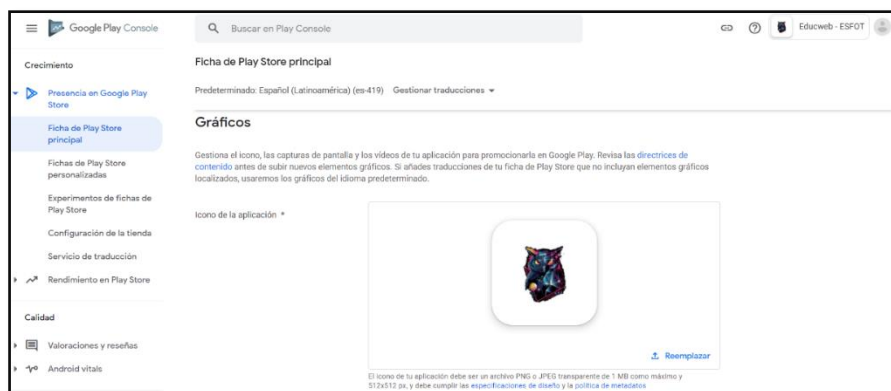 Google Play Console
Buscar en Play Console
Educweb - ESFOT
Crecimiento
Presencia en Google Play
Store
Ficha de Play Store
principal
Fichas de Play Store
personalizadas
Experimentos de fichas de
Play Store
Configuración de la tienda
Servicio de traducción
Rendimiento en Play Store
Calidad
Valoraciones y reseñas
Android vitals
Ficha de Play Store principal
Predeterminado: Español (Latinoamérica) (es-419) Gestionar traducciones
Gráficos
Gestiona el icono, las capturas de pantalla y los vídeos de tu aplicación para promocionarla en Google Play. Revisa las directrices de
contenido antes de subir nuevos elementos gráficos. Si añades traducciones de tu ficha de Play Store que no incluyan elementos gráficos
localizados, usaremos los gráficos del idioma predeterminado.
Icono de la aplicación *
Reemplazar
El icono de tu aplicación debe ser un archivo PNG o JPEG transparente de 1 MB como máximo y
512x512 px, y debe cumplir las especificaciones de diseño y la política de metadatos